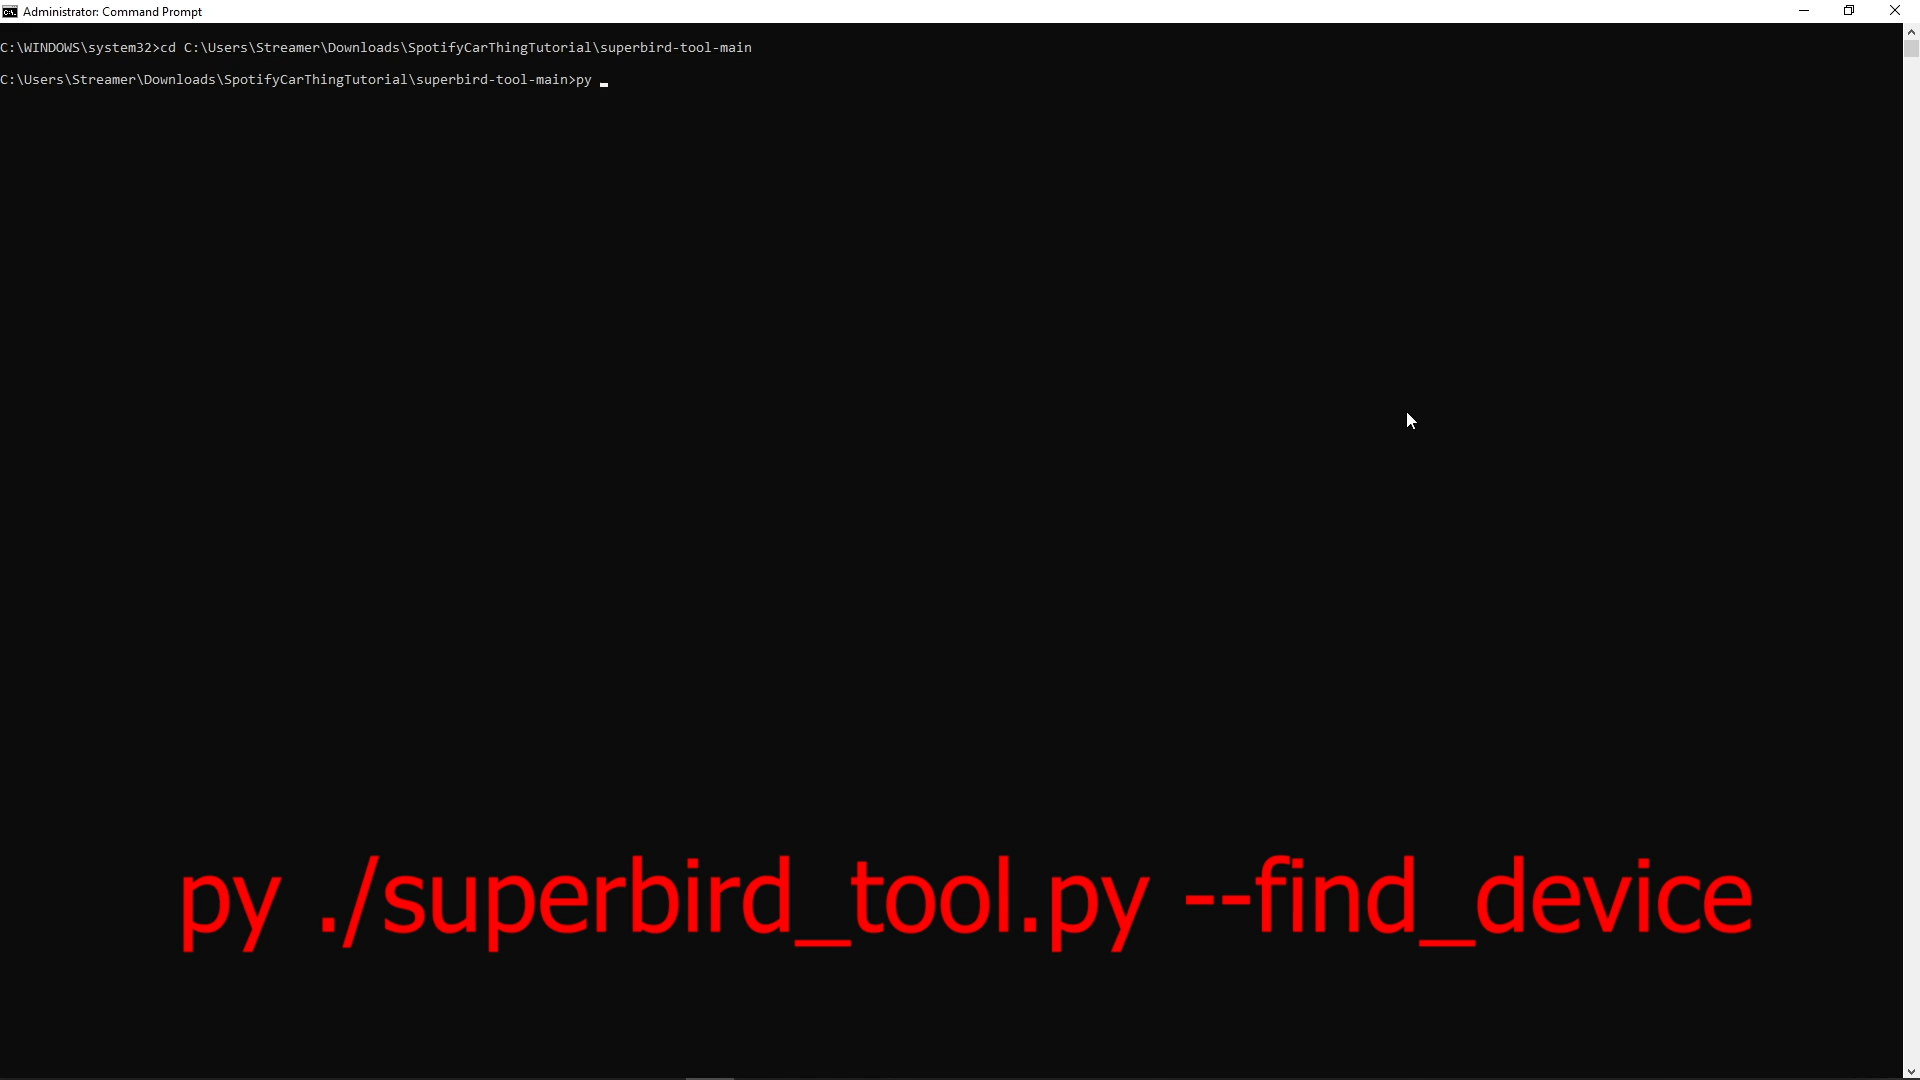 Administrator: Command Prompt
C:\WINDOWS\system32>cd C:\Users\Streamer\Downloads\SpotifyCarThingTutorial\superbird-tool-main
C:\Users\Streamer\Downloads\SpotifyCarThingTutorial\superbird-tool-main>py
py ./superbird_tool.py --find_device